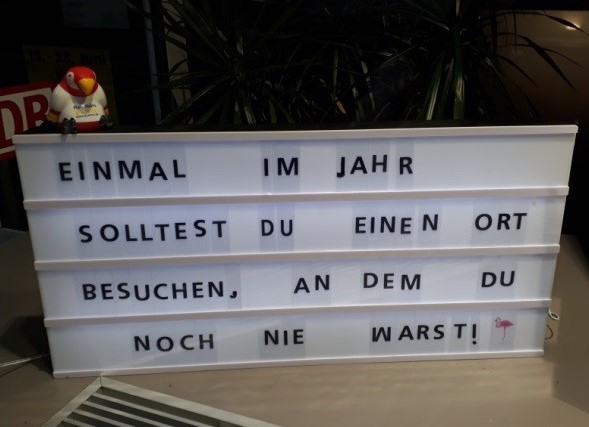 DB
EINMAL IM JAHR
SOLLTEST DU EINEN ORT
BESUCHEN, AN DEM DU
NOCH NIE WARST!